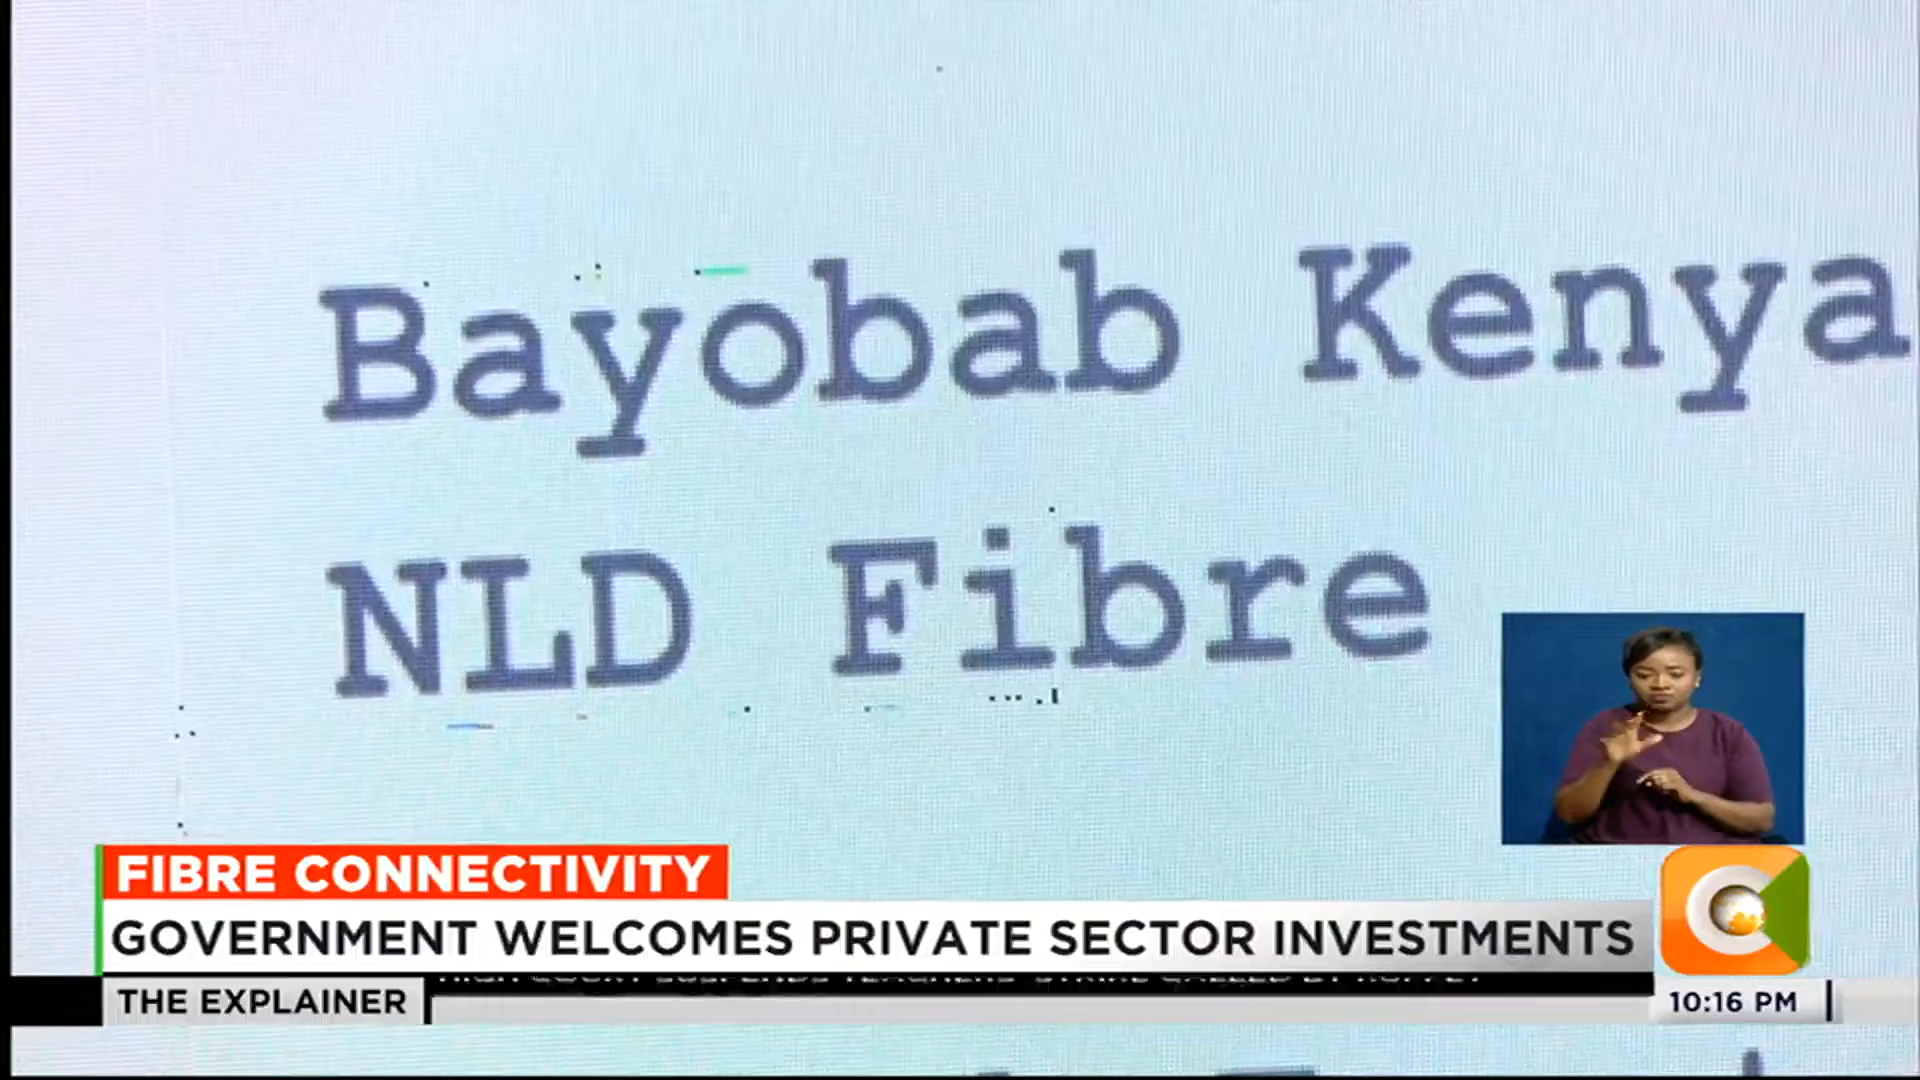 Bayobab Kenya
NLD Fibre
FIBRE CONNECTIVITY
GOVERNMENT WELCOMES PRIVATE SECTOR INVESTMENTS
THE EXPLAINER
10:16 PM